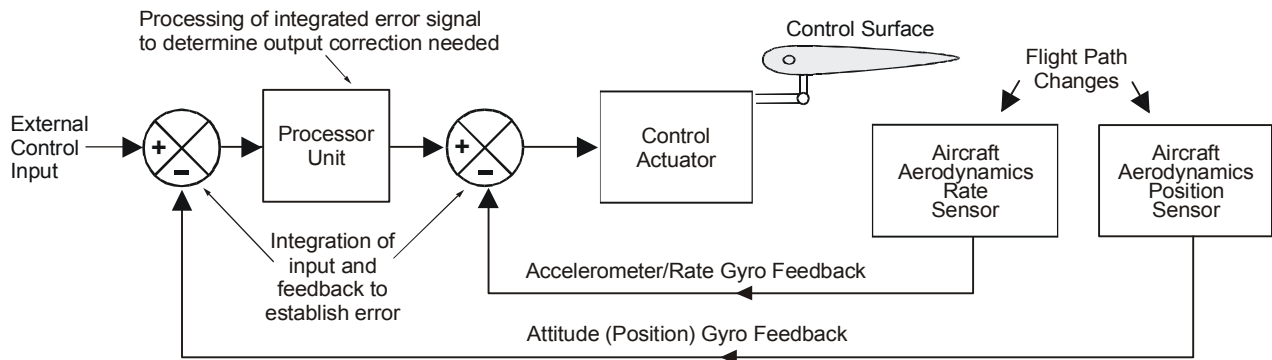 Processing of integrated error signal
to determine output correction needed
Control Surface
Flight Path
Changes
External
Control
Input
+
–
Processor
Unit
+
–
Control
Actuator
Aircraft
Aerodynamics
Rate
Sensor
Aircraft
Aerodynamics
Position
Sensor
Integration of
input and
feedback to
establish error
Accelerometer/Rate Gyro Feedback
Attitude (Position) Gyro Feedback